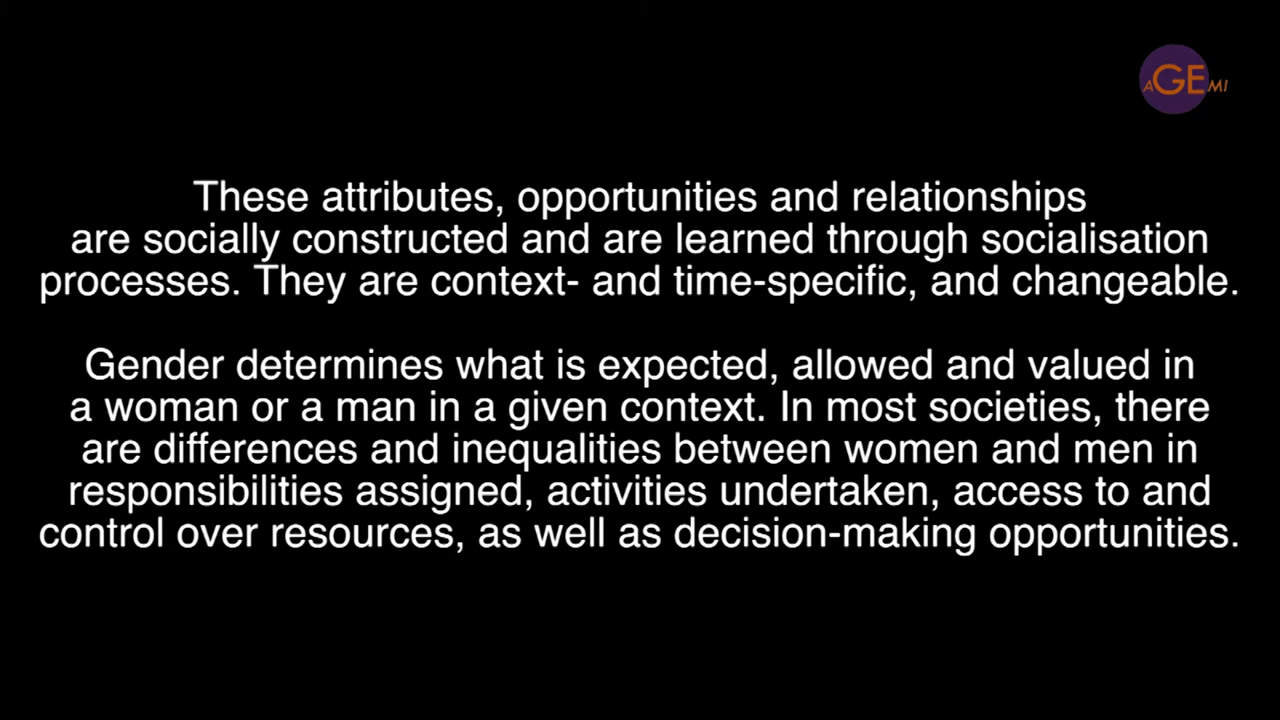 AGEMI
These attributes, opportunities and relationships
are socially constructed and are learned through socialisation
processes. They are context- and time-specific, and changeable.
Gender determines what is expected, allowed and valued in
a woman or a man in a given context. In most societies, there
are differences and inequalities between women and men in
responsibilities assigned, activities undertaken, access to and
control over resources, as well as decision-making opportunities.